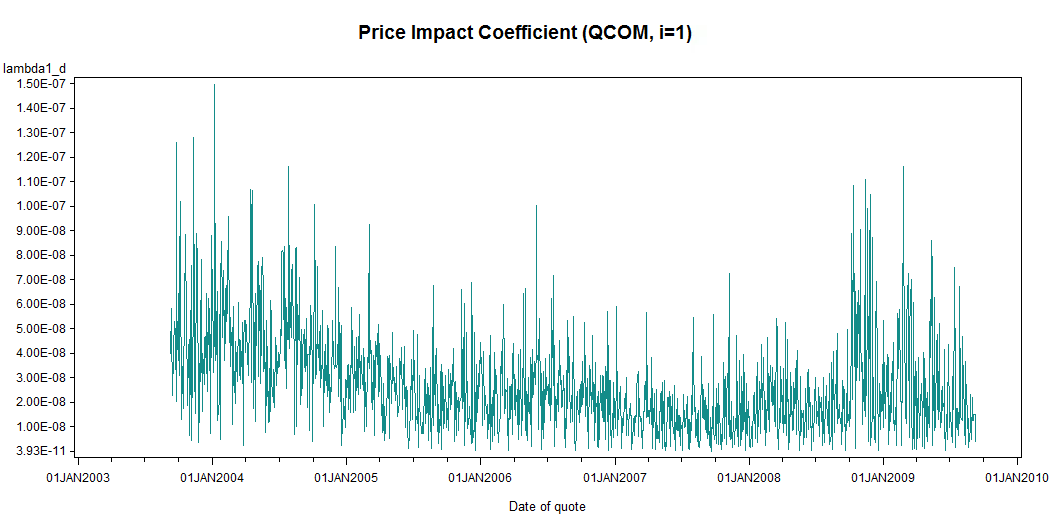 Price Impact Coefficient (QCOM, i=1)
lambda1_d
1.50E-07
1.40E-07
1.30E-07
1.20E-07
1.10E-07
1.00E-07
9.00E-08
8.00E-08
7.00E-08
6.00E-08
5.00E-08
4.00E-08
3.00E-08
2.00E-08
1.00E-08
3.93E-11
01JAN2003 01JAN2004 01JAN2005 01JAN2006 01JAN2007 01JAN2008 01JAN2009 01JAN2010
Date of quote